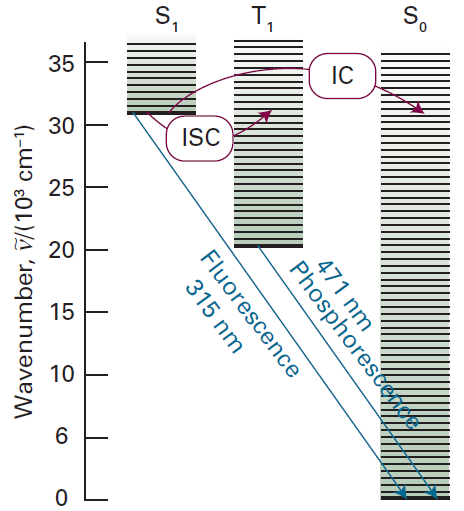 S₁ T₁ S₀
Wavenumber, ν̃/(10³ cm⁻¹)
35
30
25
20
15
10
6
0
IC
ISC
Fluorescence
315 nm
471 nm
Phosphorescence